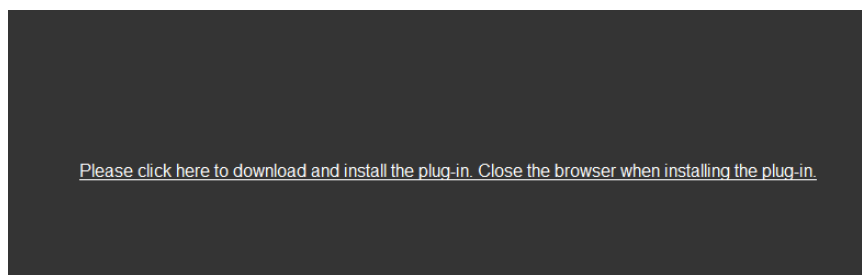 Please click here to download and install the plug-in. Close the browser when installing the plug-in.